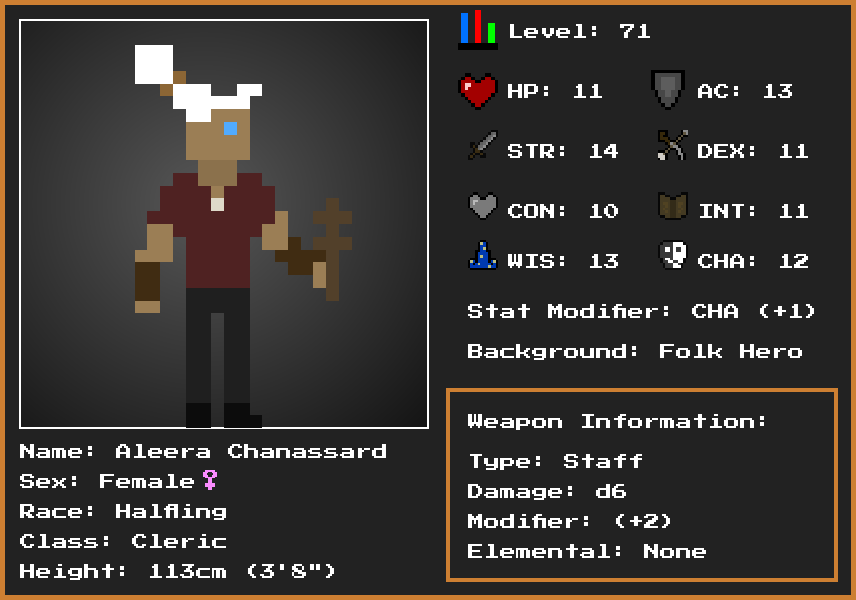 Level: 71
HP: 11
AC: 13
STR: 14
DEX: 11
CON: 10
INT: 11
WIS: 13
CHA: 12
Stat Modifier: CHA (+1)
Background: Folk Hero
Weapon Information:
Type: Staff
Damage: d6
Modifier: (+2)
Elemental: None
Name: Aleera Chanassard
Sex: Female♀
Race: Halfling
Class: Cleric
Height: 113cm (3'8")